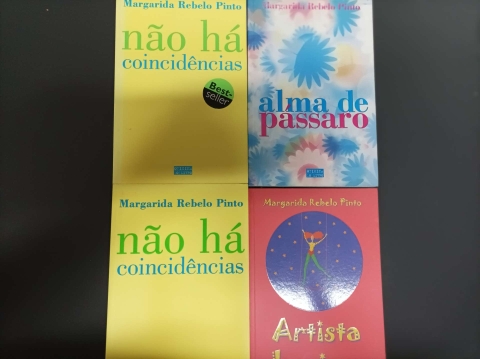 Margarida Rebelo Pinto
não há
coincidências
Best-
seller
Margarida Rebelo Pinto
alma de
pássaro
Margarida Rebelo Pinto
não há
coincidências
Margarida Rebelo Pinto
Artista